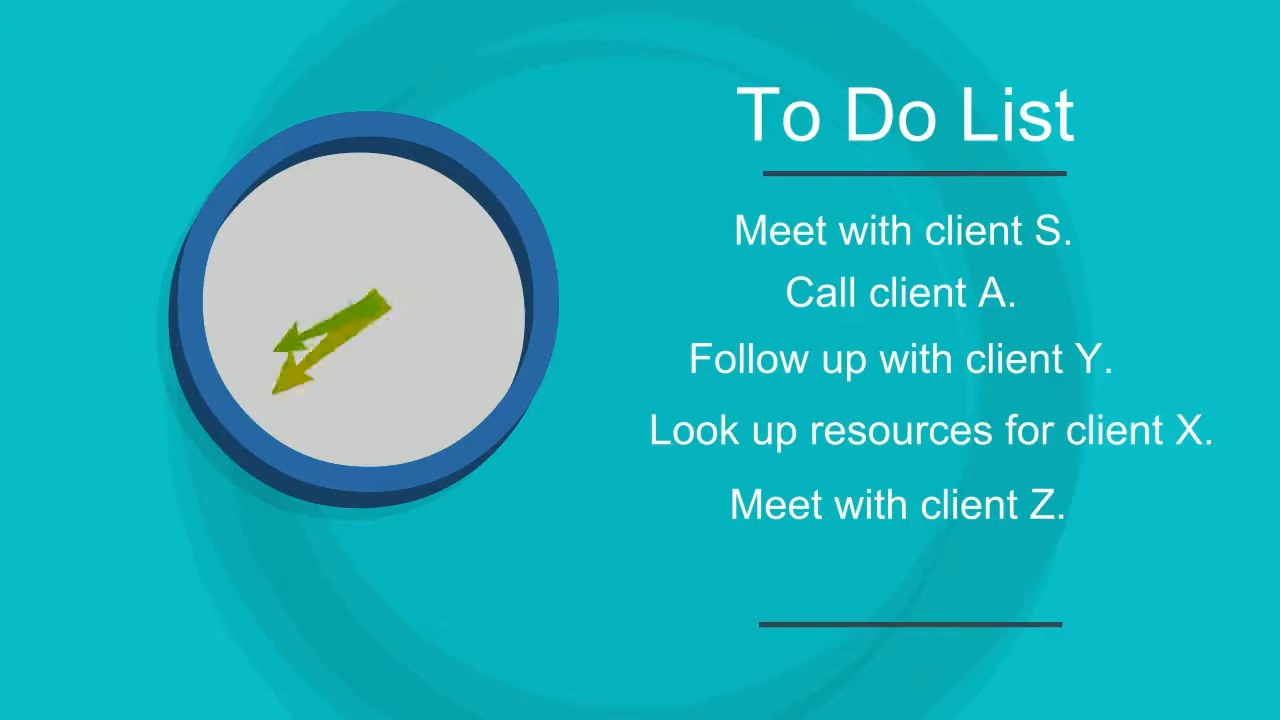 To Do List
Meet with client S.
Call client A.
Follow up with client Y.
Look up resources for client X.
Meet with client Z.